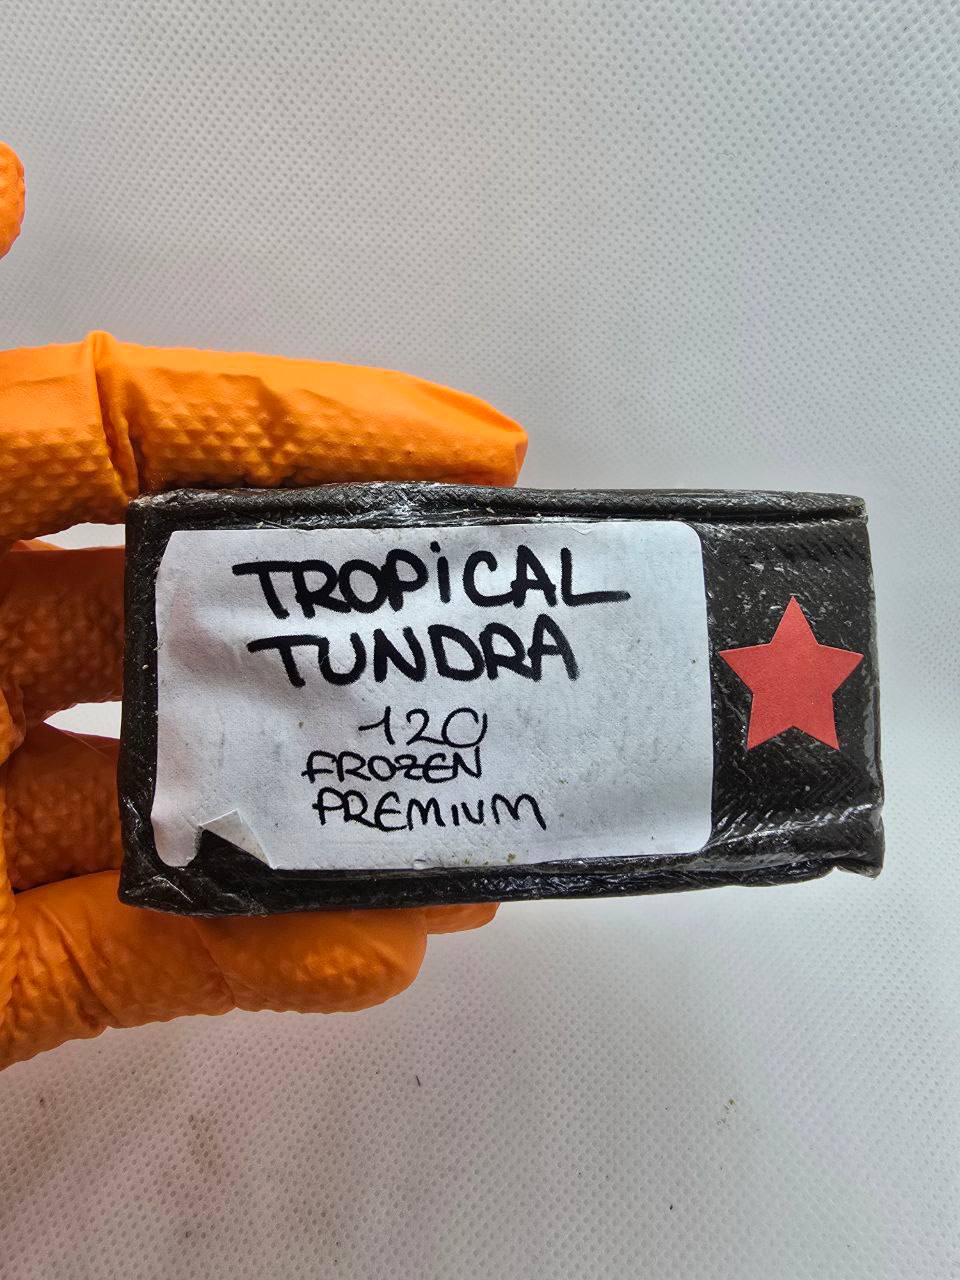 TROPiCAL
TUNDRA
120
FROZEN
PREMIUM